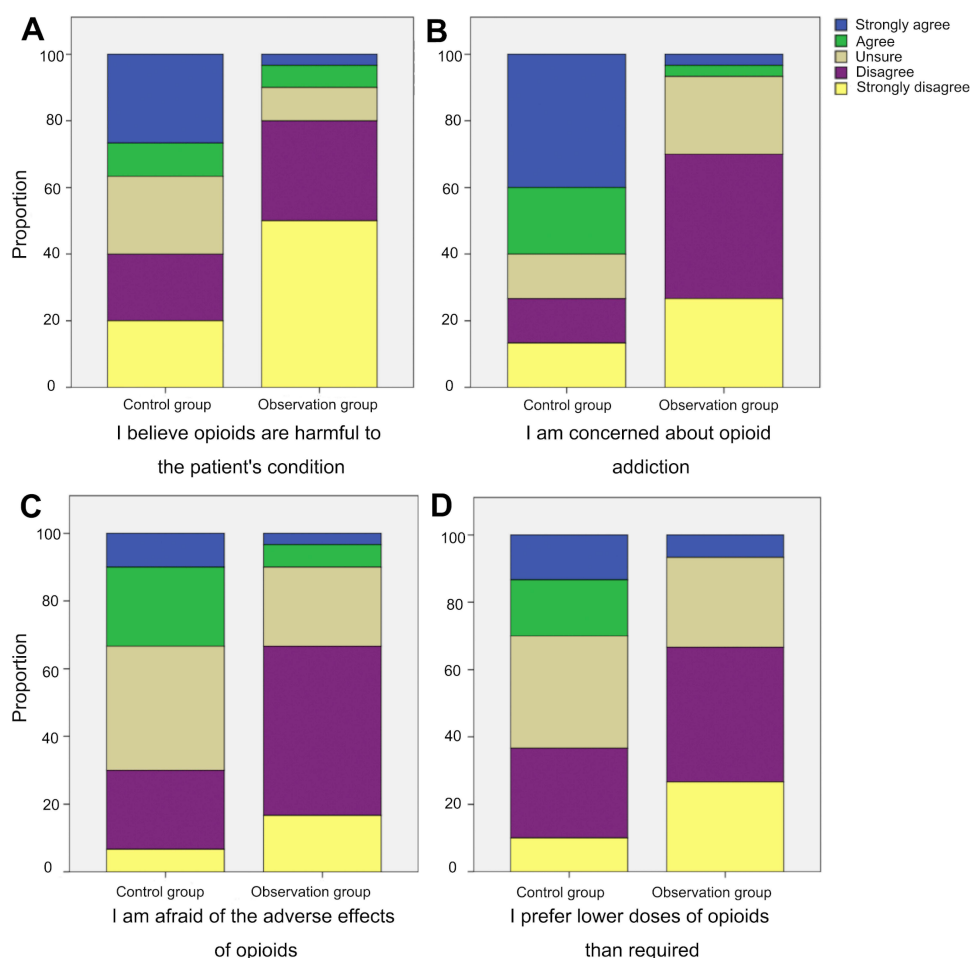 A
100
80
60
40
20
0
Proportion
Control group
Observation group
I believe opioids are harmful to
the patient's condition
B
100
80
60
40
20
0
Control group
Observation group
I am concerned about opioid
addiction
Strongly agree
Agree
Unsure
Disagree
Strongly disagree
C
100
80
60
40
20
0
Proportion
Control group
Observation group
I am afraid of the adverse effects
of opioids
D
100
80
60
40
20
0
Control group
Observation group
I prefer lower doses of opioids
than required